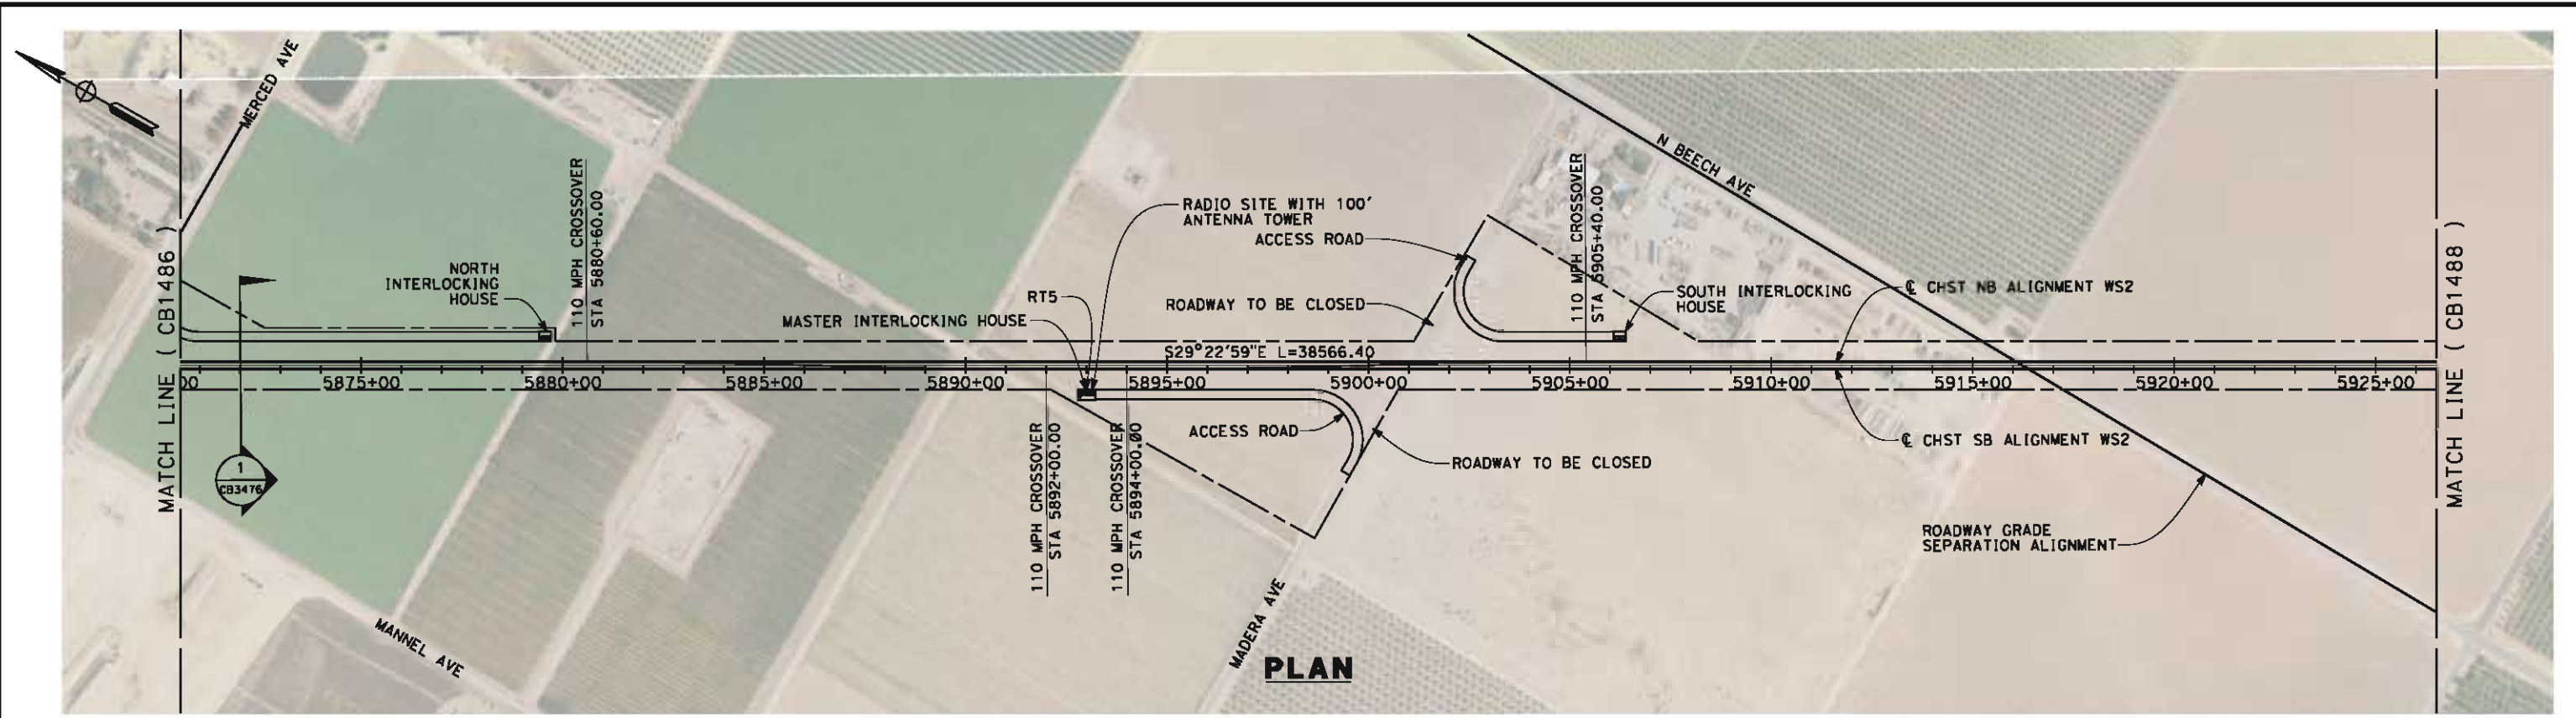 MERCED AVE
MATCH LINE ( CB1486 )
NORTH
INTERLOCKING
HOUSE
110 MPH CROSSOVER
STA 5880+60.00
RADIO SITE WITH 100'
ANTENNA TOWER
ACCESS ROAD
RT5
ROADWAY TO BE CLOSED
MASTER INTERLOCKING HOUSE
110 MPH CROSSOVER
STA 5905+40.00
N BEECH AVE
SOUTH INTERLOCKING
HOUSE
℄ CHST NB ALIGNMENT WS2
MATCH LINE ( CB1488 )
S29°22'59"E L=38566.40
00
5875+00
5880+00
5885+00
5890+00
5895+00
5900+00
5905+00
5910+00
5915+00
5920+00
5925+00
110 MPH CROSSOVER
STA 5892+00.00
110 MPH CROSSOVER
STA 5894+00.00
ACCESS ROAD
ROADWAY TO BE CLOSED
℄ CHST SB ALIGNMENT WS2
1
CB3476
ROADWAY GRADE
SEPARATION ALIGNMENT
MANNEL AVE
MADERA AVE
PLAN